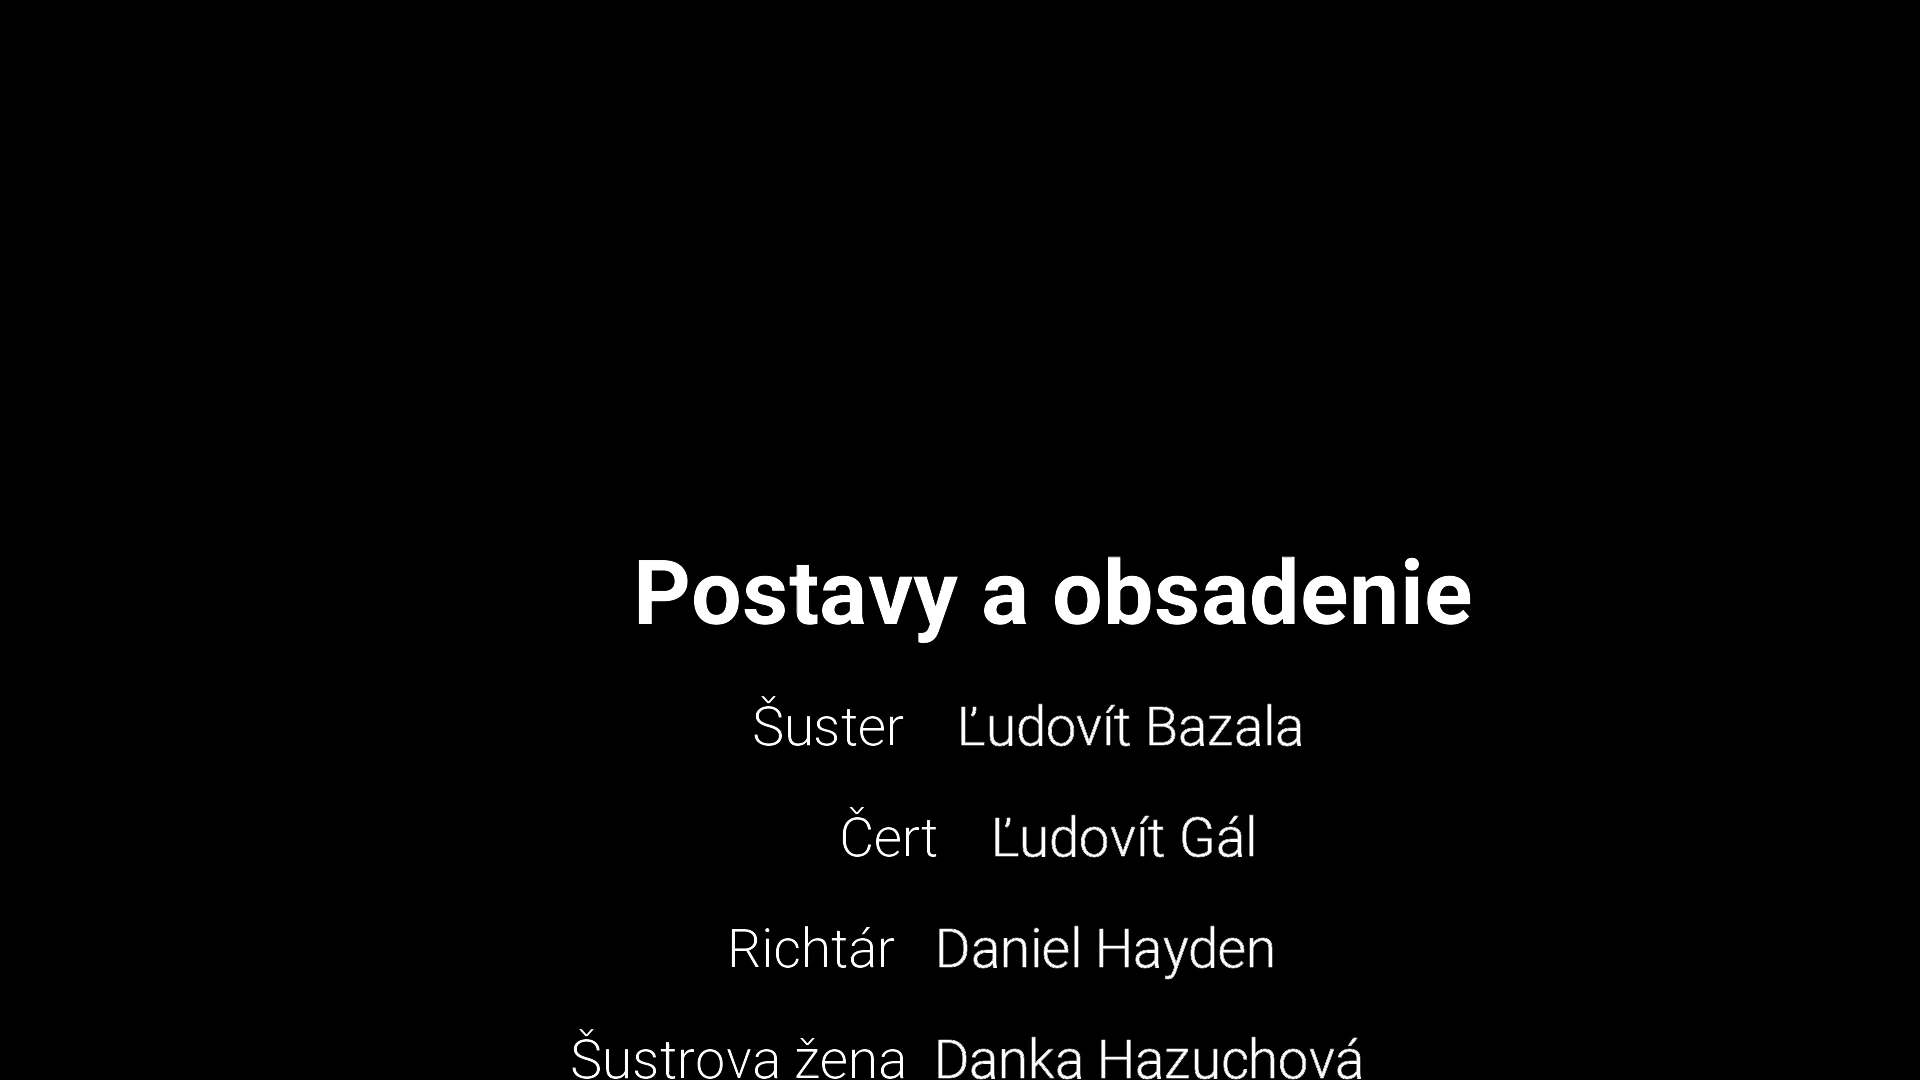 Postavy a obsadenie
Šuster Ľudovít Bazala
Čert Ľudovít Gál
Richtár Daniel Hayden
Šustrova žena Danka Hazuchová